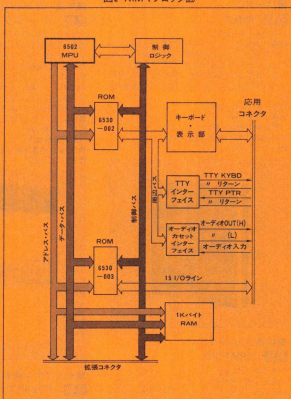 6502
MPU
制 御
ロジック
ROM
6530
—002
キーボード
・
表示部
応用
コネクタ
アドレス・バス
データ・バス
制御バス
TTY
インター
フェイス
TTY KYBD
〃 リターン
TTY PTR
〃 リターン
オーディオ
カセット
インター
フェイス
オーディオOUT(H)
〃 (L)
オーディオ入力
ROM
6530
—003
15 I/Oライン
1Kバイト
RAM
拡張コネクタ